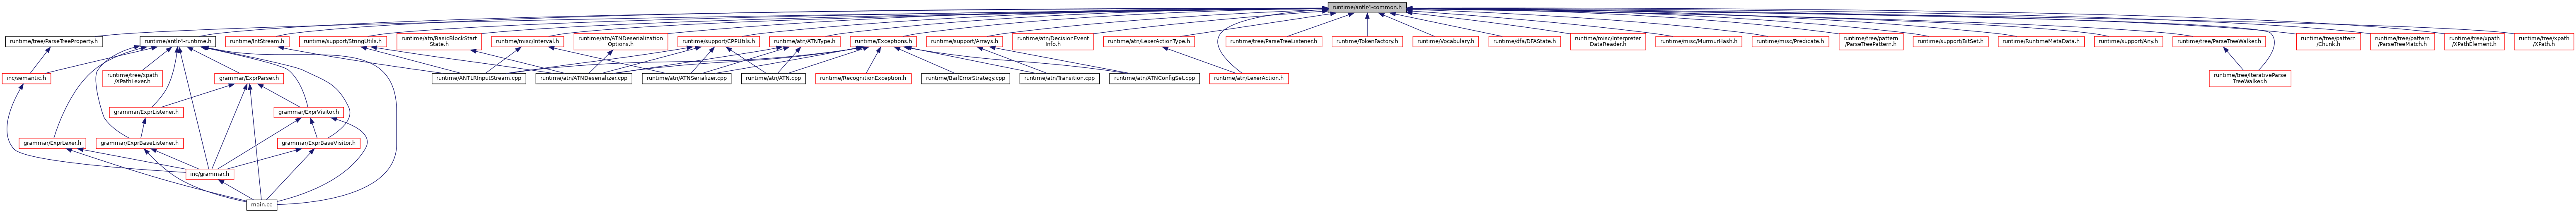 runtime/antlr4-common.h
runtime/tree/ParseTreeProperty.h
runtime/antlr4-runtime.h
runtime/IntStream.h
runtime/support/StringUtils.h
runtime/atn/BasicBlockStart
State.h
runtime/misc/Interval.h
runtime/atn/ATNDeserialization
Options.h
runtime/support/CPPUtils.h
runtime/atn/ATNType.h
runtime/Exceptions.h
runtime/support/Arrays.h
runtime/atn/DecisionEvent
Info.h
runtime/atn/LexerActionType.h
runtime/tree/ParseTreeListener.h
runtime/TokenFactory.h
runtime/Vocabulary.h
runtime/dfa/DFAState.h
runtime/misc/Interpreter
DataReader.h
runtime/misc/MurmurHash.h
runtime/misc/Predicate.h
runtime/tree/pattern
/ParseTreePattern.h
runtime/support/BitSet.h
runtime/RuntimeMetaData.h
runtime/support/Any.h
runtime/tree/ParseTreeWalker.h
runtime/tree/pattern
/Chunk.h
runtime/tree/pattern
/ParseTreeMatch.h
runtime/tree/xpath
/XPathElement.h
runtime/tree/xpath
/XPath.h
inc/semantic.h
runtime/tree/xpath
/XPathLexer.h
grammar/ExprParser.h
runtime/ANTLRInputStream.cpp
runtime/atn/ATNDeserializer.cpp
runtime/atn/ATNSerializer.cpp
runtime/atn/ATN.cpp
runtime/RecognitionException.h
runtime/BailErrorStrategy.cpp
runtime/atn/Transition.cpp
runtime/atn/ATNConfigSet.cpp
runtime/atn/LexerAction.h
runtime/tree/IterativeParse
TreeWalker.h
grammar/ExprListener.h
grammar/ExprVisitor.h
grammar/ExprLexer.h
grammar/ExprBaseListener.h
grammar/ExprBaseVisitor.h
inc/grammar.h
main.cc